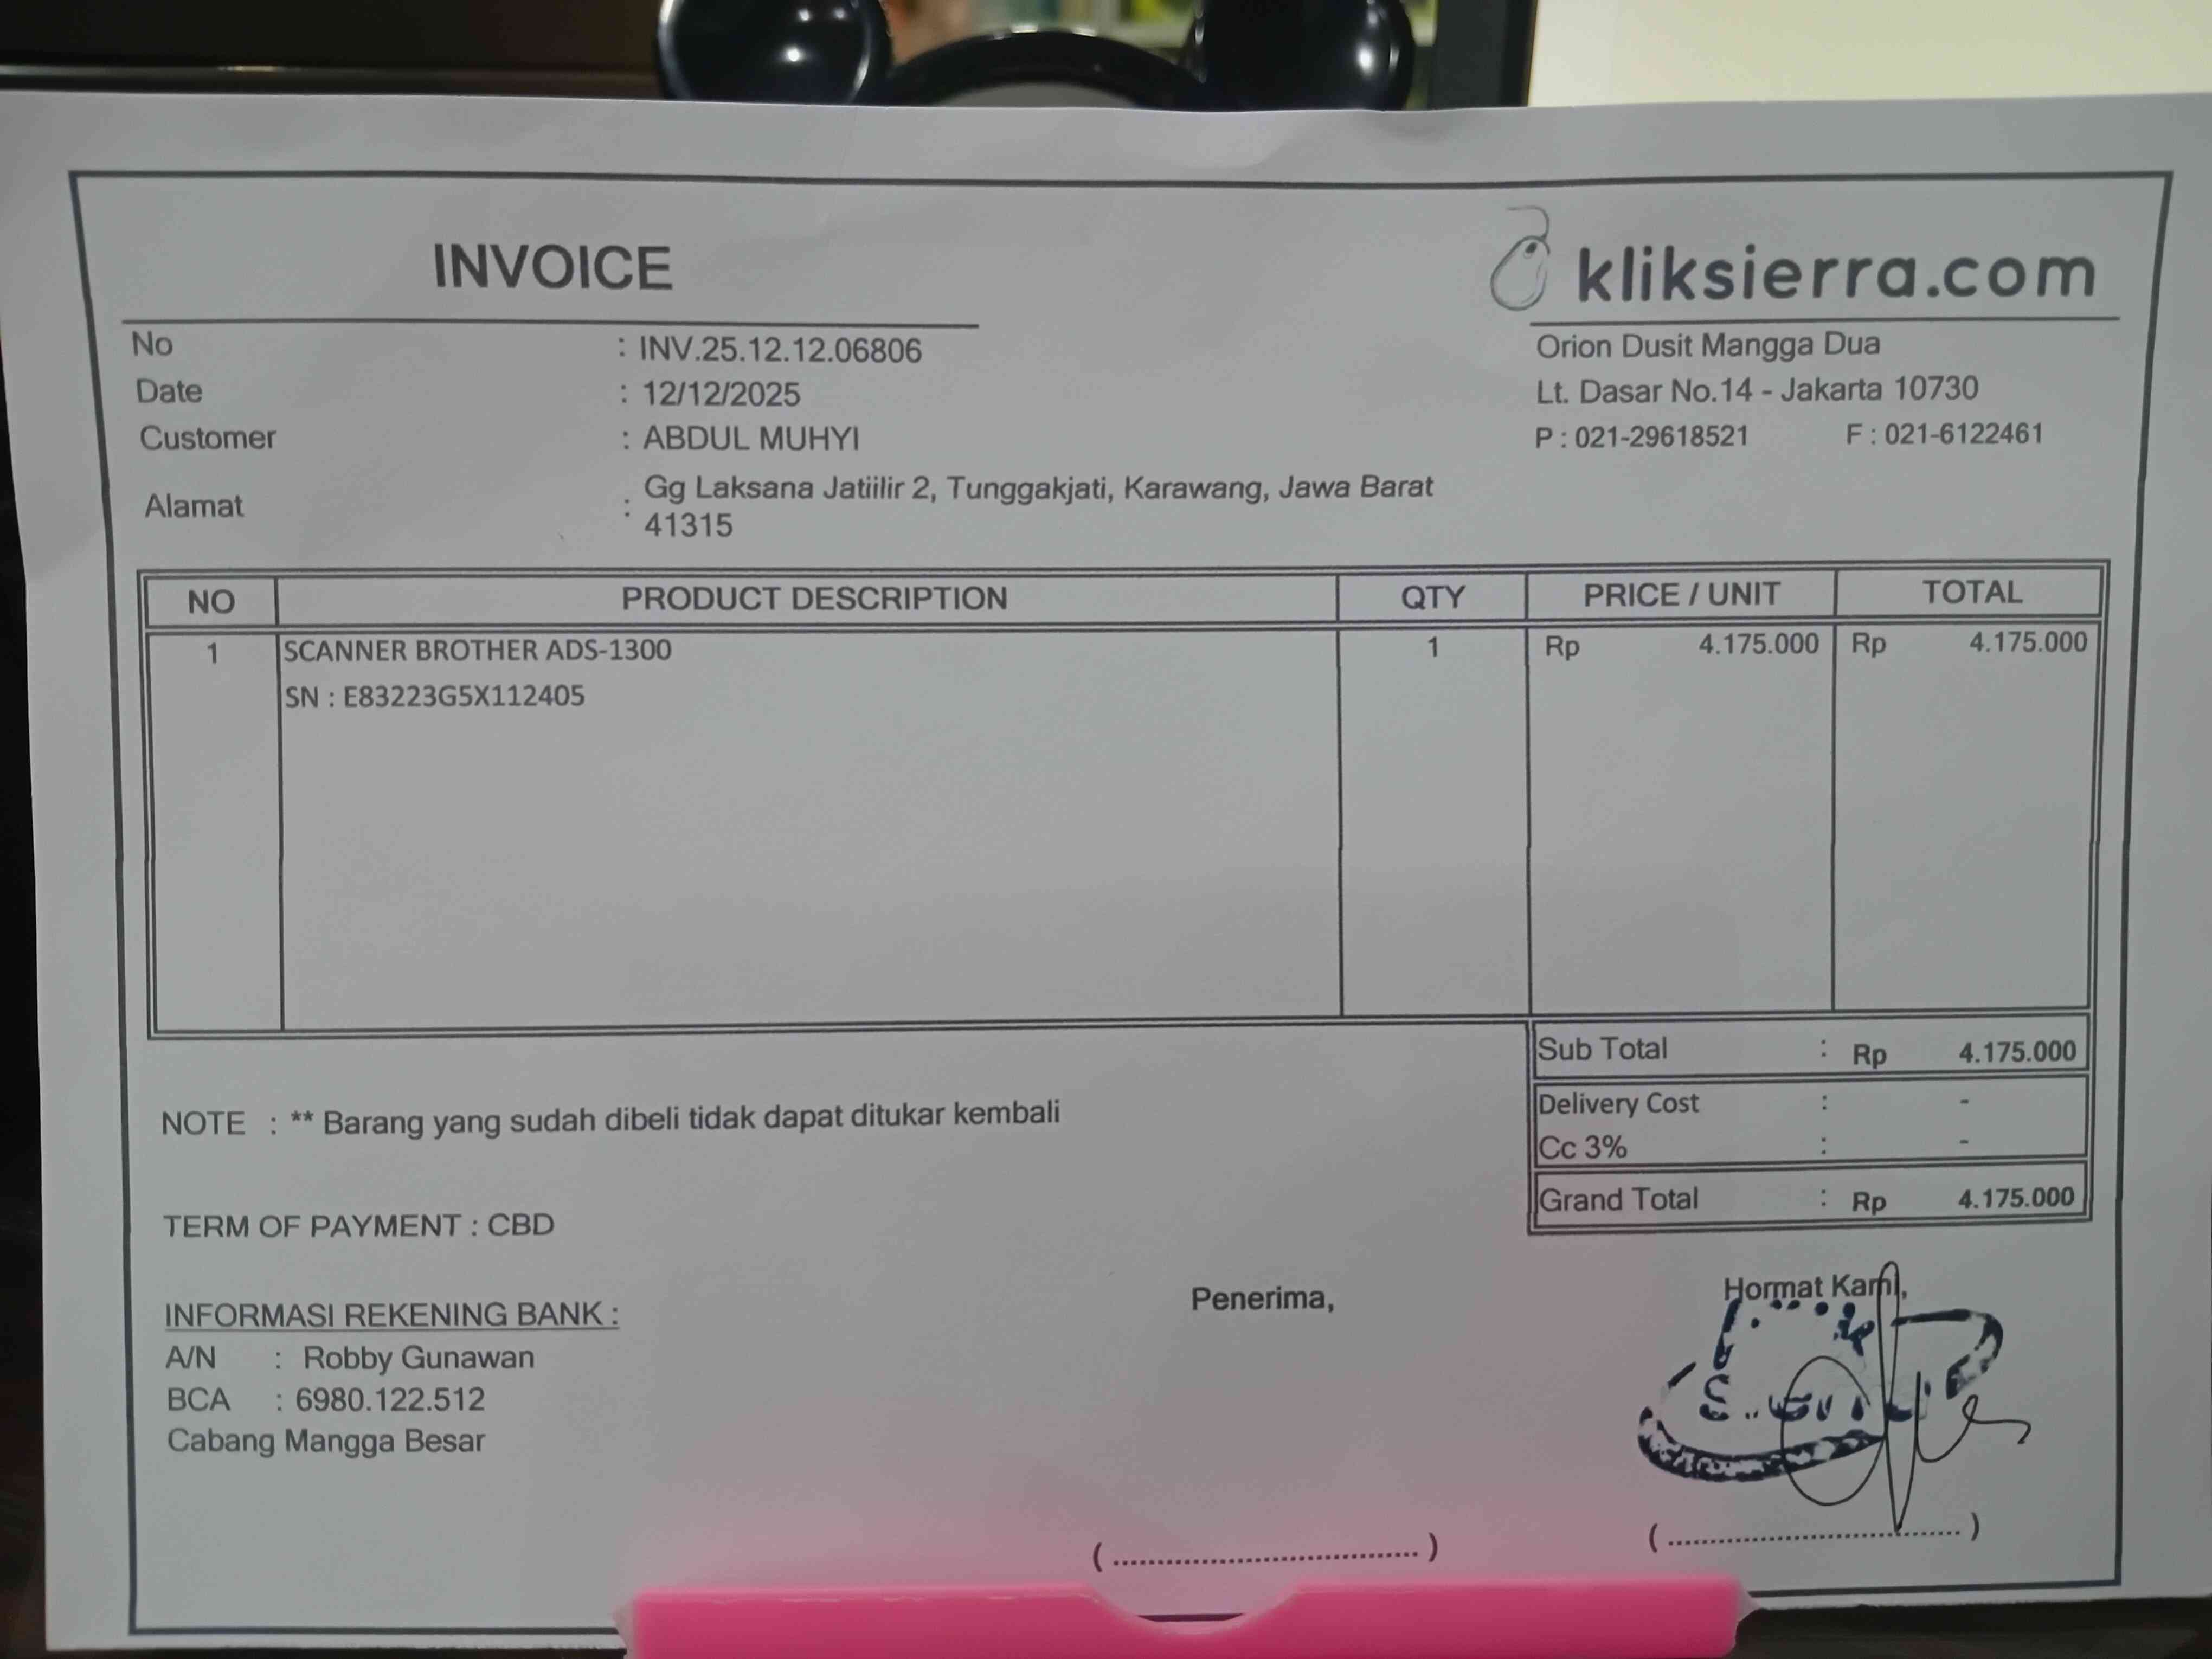 INVOICE
kliksierra.com
No : INV.25.12.12.06806
Date : 12/12/2025
Customer : ABDUL MUHYI
Alamat : Gg Laksana Jatiilir 2, Tunggakjati, Karawang, Jawa Barat
41315
Orion Dusit Mangga Dua
Lt. Dasar No.14 - Jakarta 10730
P : 021-29618521 F : 021-6122461
NO PRODUCT DESCRIPTION QTY PRICE / UNIT TOTAL
1 SCANNER BROTHER ADS-1300 1 Rp 4.175.000 Rp 4.175.000
SN : E83223G5X112405
Sub Total : Rp 4.175.000
Delivery Cost : -
Cc 3% : -
Grand Total : Rp 4.175.000
NOTE : ** Barang yang sudah dibeli tidak dapat ditukar kembali
TERM OF PAYMENT : CBD
INFORMASI REKENING BANK :
A/N : Robby Gunawan
BCA : 6980.122.512
Cabang Mangga Besar
Penerima,
(....................................)
Hormat Kami,
(....................................)